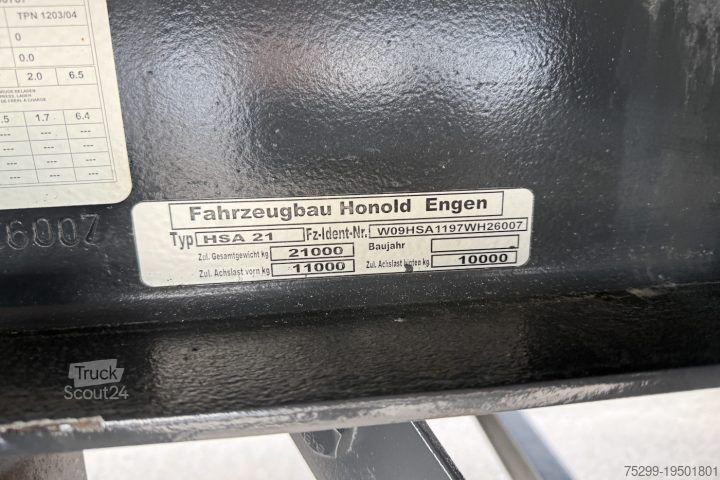 TPN 1203/04
0
0.0
2.0 6.5
.5 1.7 6.4
--- --- ---
--- --- ---
--- --- ---
--- --- ---
26007
Fahrzeugbau Honold Engen
Typ HSA 21 Fz-Ident-Nr. W09HSA1197WH26007
Zul. Gesamtgewicht kg 21000 Baujahr
Zul. Achslast vorn kg 11000 Zul. Achslast hinten kg 10000
Truck
Scout24
75299-19501801